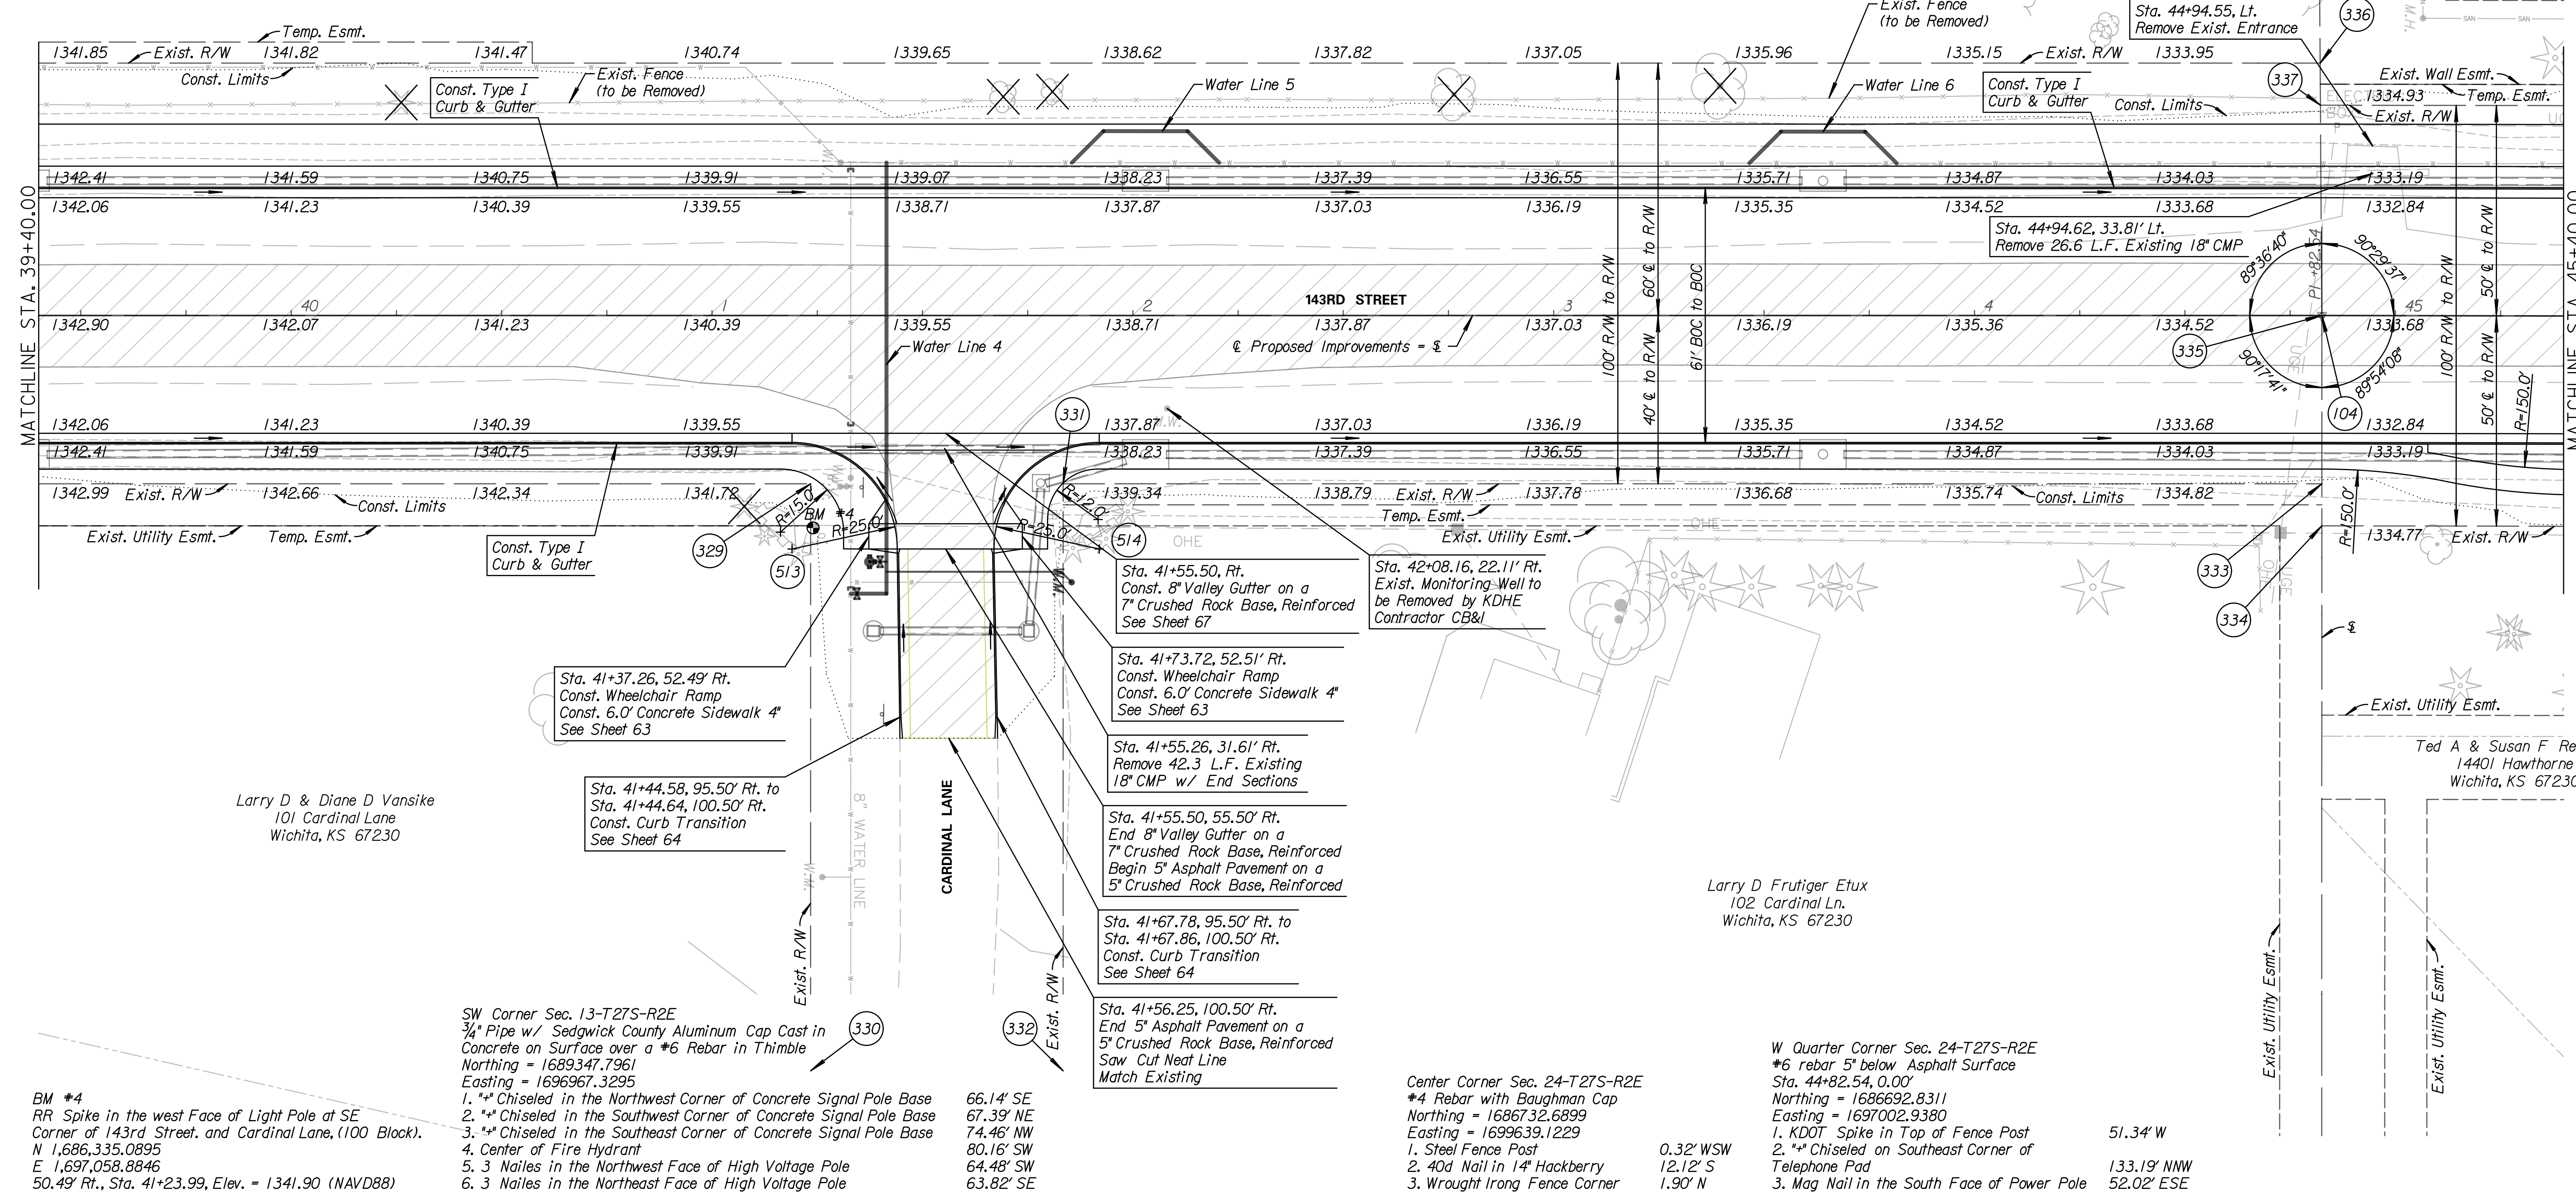 Temp. Esmt.
Exist. R/W
Const. Limits
1341.85
1341.82
1341.47
1340.74
1339.65
1338.62
1337.82
1337.05
1335.96
1335.15
Exist. R/W
1333.95
Exist. Fence
(to be Removed)
Const. Type I
Curb & Gutter
Water Line 5
Exist. Fence
(to be Removed)
Water Line 6
Const. Type I
Curb & Gutter
Const. Limits
Sta. 44+94.55, Lt.
Remove Exist. Entrance
336
337
M.H.
SAN
SAN
Exist. Wall Esmt.
1334.93
Temp. Esmt.
Exist. R/W
MATCHLINE STA. 39+40.00
1342.41
1341.59
1340.75
1339.91
1339.07
1338.23
1337.39
1336.55
1335.71
1334.87
1334.03
1333.19
1342.06
1341.23
1340.39
1339.55
1338.71
1337.87
1337.03
1336.19
1335.35
1334.52
1333.68
1332.84
Sta. 44+94.62, 33.81' Lt.
Remove 26.6 L.F. Existing 18" CMP
100' R/W to R/W
60' ℄ to R/W
40' ℄ to R/W
61' BOC to BOC
89°36'40"
90°29'37"
90°17'41"
89°54'08"
PI +82.54
100' R/W to R/W
50' ℄ to R/W
50' ℄ to R/W
R=150.0'
R=150.0'
MATCHLINE STA. 45+40.00
40
1
2
143RD STREET
3
4
45
1342.90
1342.07
1341.23
1340.39
1339.55
1338.71
1337.87
1337.03
1336.19
1335.36
1334.52
1333.68
Water Line 4
℄ Proposed Improvements = §
335
104
UGE
1342.06
1341.23
1340.39
1339.55
331
1337.87
1337.03
1336.19
1335.35
1334.52
1333.68
1332.84
1342.41
1341.59
1340.75
1339.91
1338.23
1337.39
1336.55
1335.71
1334.87
1334.03
1333.19
1342.99
Exist. R/W
1342.66
Const. Limits
1342.34
1341.72
1339.34
1338.79
Exist. R/W
1337.78
1336.68
1335.74
Const. Limits
1334.82
R=15.0'
BM #4
R=25.0'
R=12.0'
R=25.0'
Temp. Esmt.
OHE
Exist. Utility Esmt.
Temp. Esmt.
Exist. Utility Esmt.
1334.77
Exist. R/W
Const. Type I
Curb & Gutter
329
513
514
OHE
333
334
OHE
UGE
§
Sta. 41+55.50, Rt.
Const. 8" Valley Gutter on a
7" Crushed Rock Base, Reinforced
See Sheet 67
Sta. 42+08.16, 22.11' Rt.
Exist. Monitoring Well to
be Removed by KDHE
Contractor CB&I
W.M.
Sta. 41+37.26, 52.49' Rt.
Const. Wheelchair Ramp
Const. 6.0' Concrete Sidewalk 4"
See Sheet 63
Sta. 41+73.72, 52.51' Rt.
Const. Wheelchair Ramp
Const. 6.0' Concrete Sidewalk 4"
See Sheet 63
Sta. 41+55.26, 31.61' Rt.
Remove 42.3 L.F. Existing
18" CMP w/ End Sections
Exist. Utility Esmt.
Ted A & Susan F Re
14401 Hawthorne
Wichita, KS 67230
Larry D & Diane D Vansike
101 Cardinal Lane
Wichita, KS 67230
Sta. 41+44.58, 95.50' Rt. to
Sta. 41+44.64, 100.50' Rt.
Const. Curb Transition
See Sheet 64
8" WATER LINE
W.M.
CARDINAL LANE
Sta. 41+55.50, 55.50' Rt.
End 8" Valley Gutter on a
7" Crushed Rock Base, Reinforced
Begin 5" Asphalt Pavement on a
5" Crushed Rock Base, Reinforced
Larry D Frutiger Etux
102 Cardinal Ln.
Wichita, KS 67230
Sta. 41+67.78, 95.50' Rt. to
Sta. 41+67.86, 100.50' Rt.
Const. Curb Transition
See Sheet 64
Exist. R/W
Exist. R/W
Sta. 41+56.25, 100.50' Rt.
End 5" Asphalt Pavement on a
5" Crushed Rock Base, Reinforced
Saw Cut Neat Line
Match Existing
330
332
Exist. Utility Esmt.
Exist. Utility Esmt.
BM #4
RR Spike in the west Face of Light Pole at SE
Corner of 143rd Street. and Cardinal Lane, (100 Block).
N 1,686,335.0895
E 1,697,058.8846
50.49' Rt., Sta. 41+23.99, Elev. = 1341.90 (NAVD88)
SW Corner Sec. 13-T27S-R2E
3/4" Pipe w/ Sedgwick County Aluminum Cap Cast in
Concrete on Surface over a #6 Rebar in Thimble
Northing = 1689347.7961
Easting = 1696967.3295
1. "+" Chiseled in the Northwest Corner of Concrete Signal Pole Base 66.14' SE
2. "+" Chiseled in the Southwest Corner of Concrete Signal Pole Base 67.39' NE
3. "+" Chiseled in the Southeast Corner of Concrete Signal Pole Base 74.46' NW
4. Center of Fire Hydrant 80.16' SW
5. 3 Nailes in the Northwest Face of High Voltage Pole 64.48' SW
6. 3 Nailes in the Northeast Face of High Voltage Pole 63.82' SE
Center Corner Sec. 24-T27S-R2E
#4 Rebar with Baughman Cap
Northing = 1686732.6899
Easting = 1699639.1229
1. Steel Fence Post 0.32' WSW
2. 40d Nail in 14" Hackberry 12.12' S
3. Wrought Irong Fence Corner 1.90' N
W Quarter Corner Sec. 24-T27S-R2E
#6 rebar 5" below Asphalt Surface
Sta. 44+82.54, 0.00'
Northing = 1686692.8311
Easting = 1697002.9380
1. KDOT Spike in Top of Fence Post 51.34' W
2. "+" Chiseled on Southeast Corner of
Telephone Pad 133.19' NNW
3. Mag Nail in the South Face of Power Pole 52.02' ESE